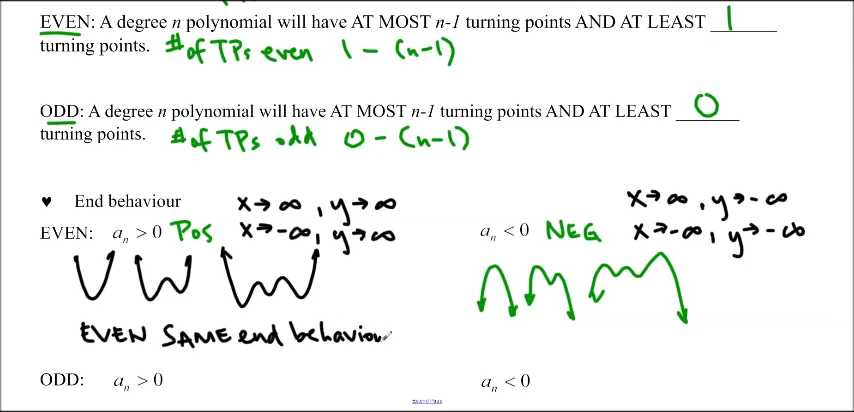 EVEN: A degree n polynomial will have AT MOST n-1 turning points AND AT LEAST 1
turning points. # of TPs even 1 - (n-1)
ODD: A degree n polynomial will have AT MOST n-1 turning points AND AT LEAST 0
turning points. # of TPs odd 0 - (n-1)
♥ End behaviour
x→∞, y→∞
x→∞, y→-∞
EVEN: aₙ > 0 POS x→-∞, y→∞
aₙ < 0 NEG x→-∞, y→-∞
EVEN SAME end behaviou
ODD: aₙ > 0
aₙ < 0